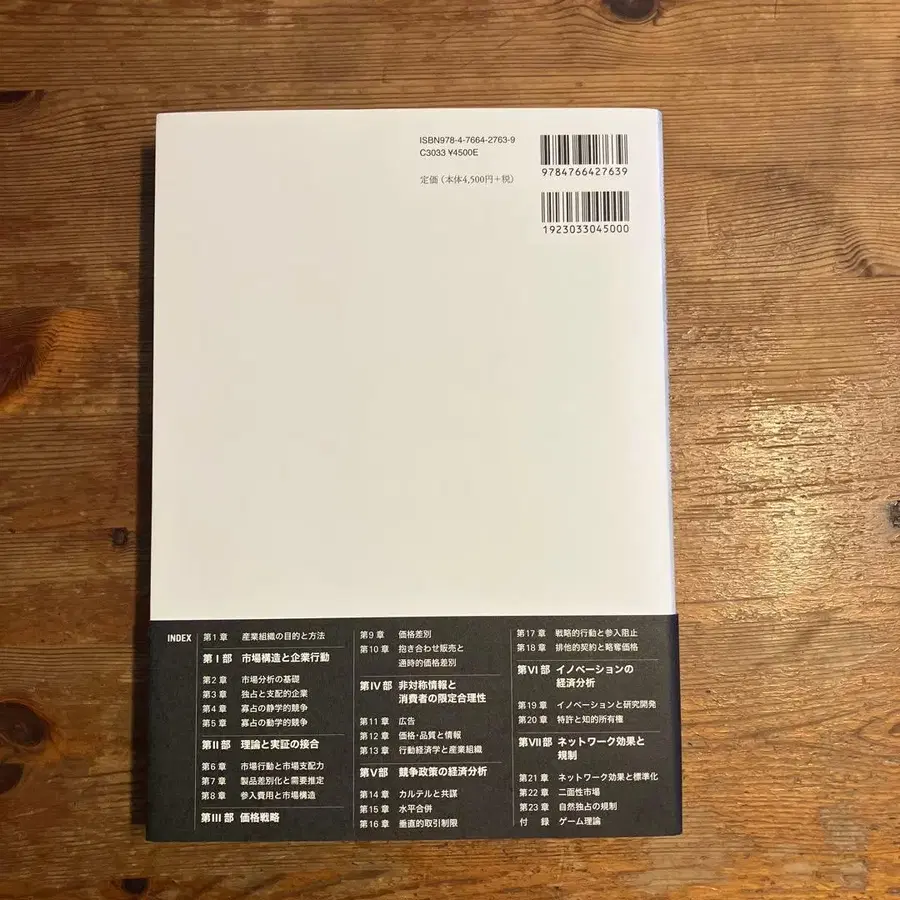 ISBN978-4-7664-2763-9
C3033 ¥4500E
定価（本体4,500円+税）
9784766427639
1923033045000
INDEX
第1章 産業組織の目的と方法
第Ⅰ部 市場構造と企業行動
第2章 市場分析の基礎
第3章 独占と支配的企業
第4章 寡占の静学的競争
第5章 寡占の動学的競争
第Ⅱ部 理論と実証の接合
第6章 市場行動と市場支配力
第7章 製品差別化と需要推定
第8章 参入費用と市場構造
第Ⅲ部 価格戦略
第9章 価格差別
第10章 抱き合わせ販売と
通時的価格差別
第Ⅳ部 非対称情報と
消費者の限定合理性
第11章 広告
第12章 価格・品質と情報
第13章 行動経済学と産業組織
第Ⅴ部 競争政策の経済分析
第14章 カルテルと共謀
第15章 水平合併
第16章 垂直的取引制限
第17章 戦略的行動と参入阻止
第18章 排他的契約と略奪価格
第Ⅵ部 イノベーションの
経済分析
第19章 イノベーションと研究開発
第20章 特許と知的所有権
第Ⅶ部 ネットワーク効果と
規制
第21章 ネットワーク効果と標準化
第22章 二面性市場
第23章 自然独占の規制
付 録 ゲーム理論